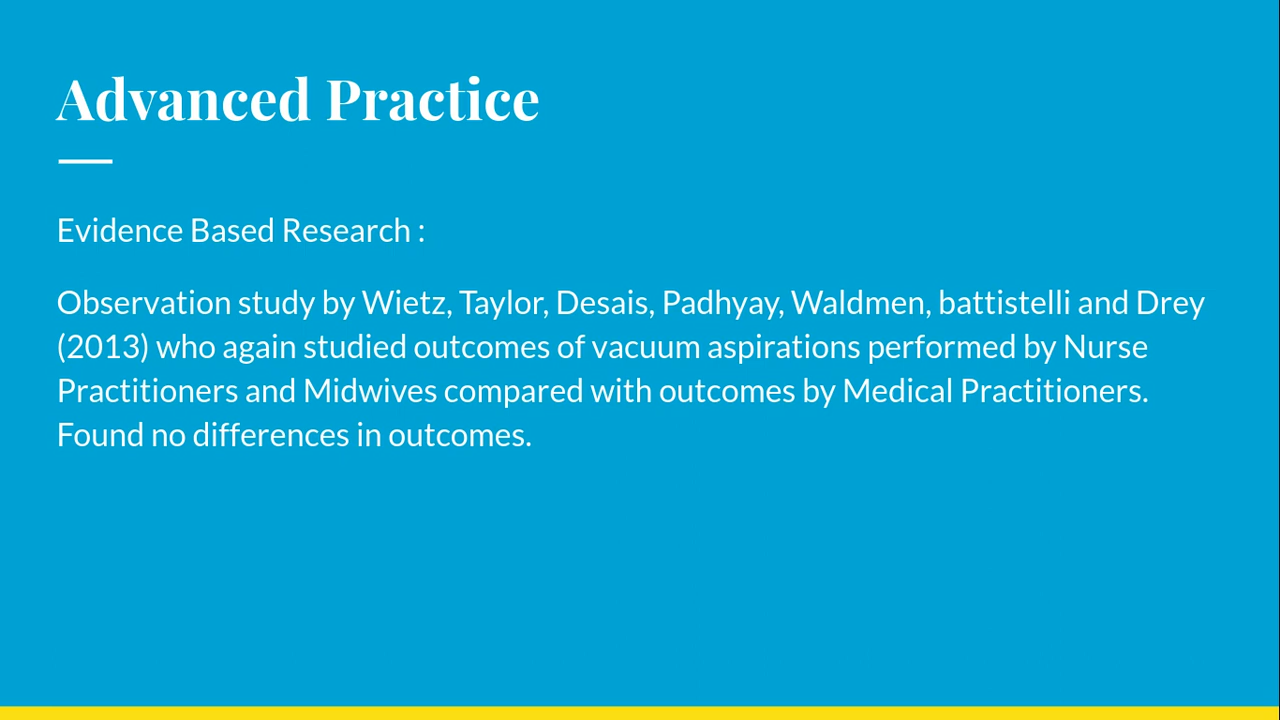 Advanced Practice
Evidence Based Research :
Observation study by Wietz, Taylor, Desais, Padhyay, Waldmen, battistelli and Drey
(2013) who again studied outcomes of vacuum aspirations performed by Nurse
Practitioners and Midwives compared with outcomes by Medical Practitioners.
Found no differences in outcomes.